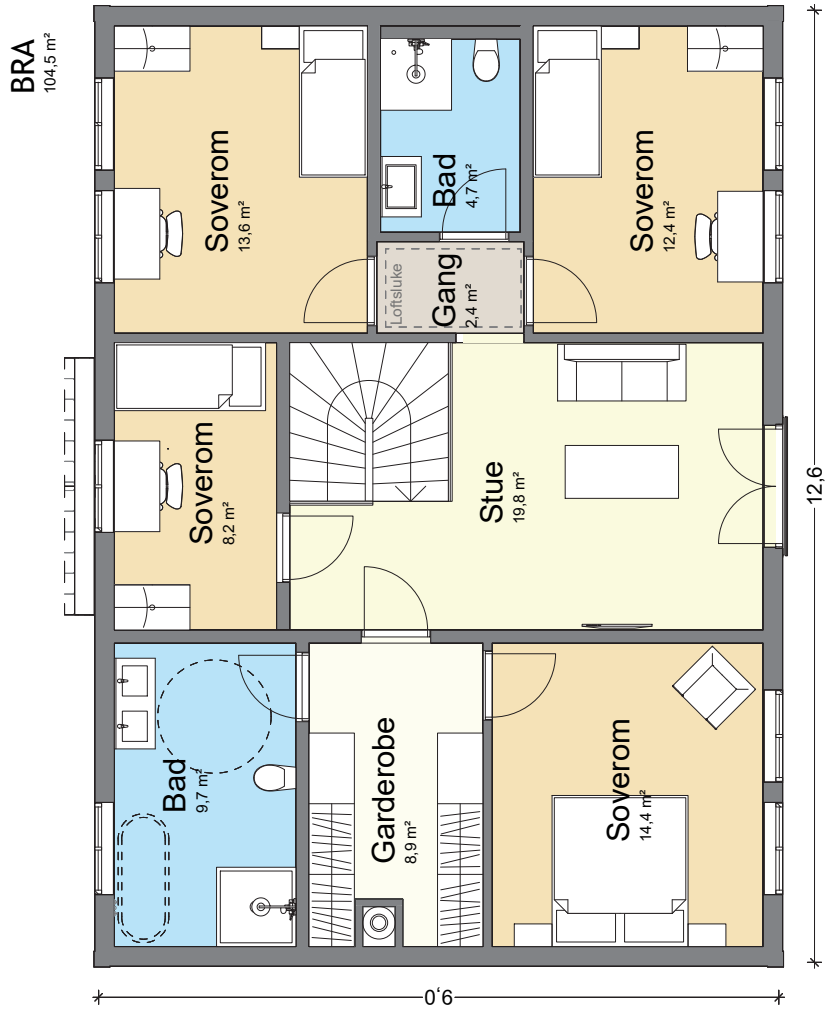 BRA
104,5 m²
Soverom
13,6 m²
Bad
4,7 m²
Soverom
12,4 m²
Loftsluke
Gang
2,4 m²
Soverom
8,2 m²
Stue
19,8 m²
Bad
9,7 m²
Garderobe
8,9 m²
Soverom
14,4 m²
12,6
9,0